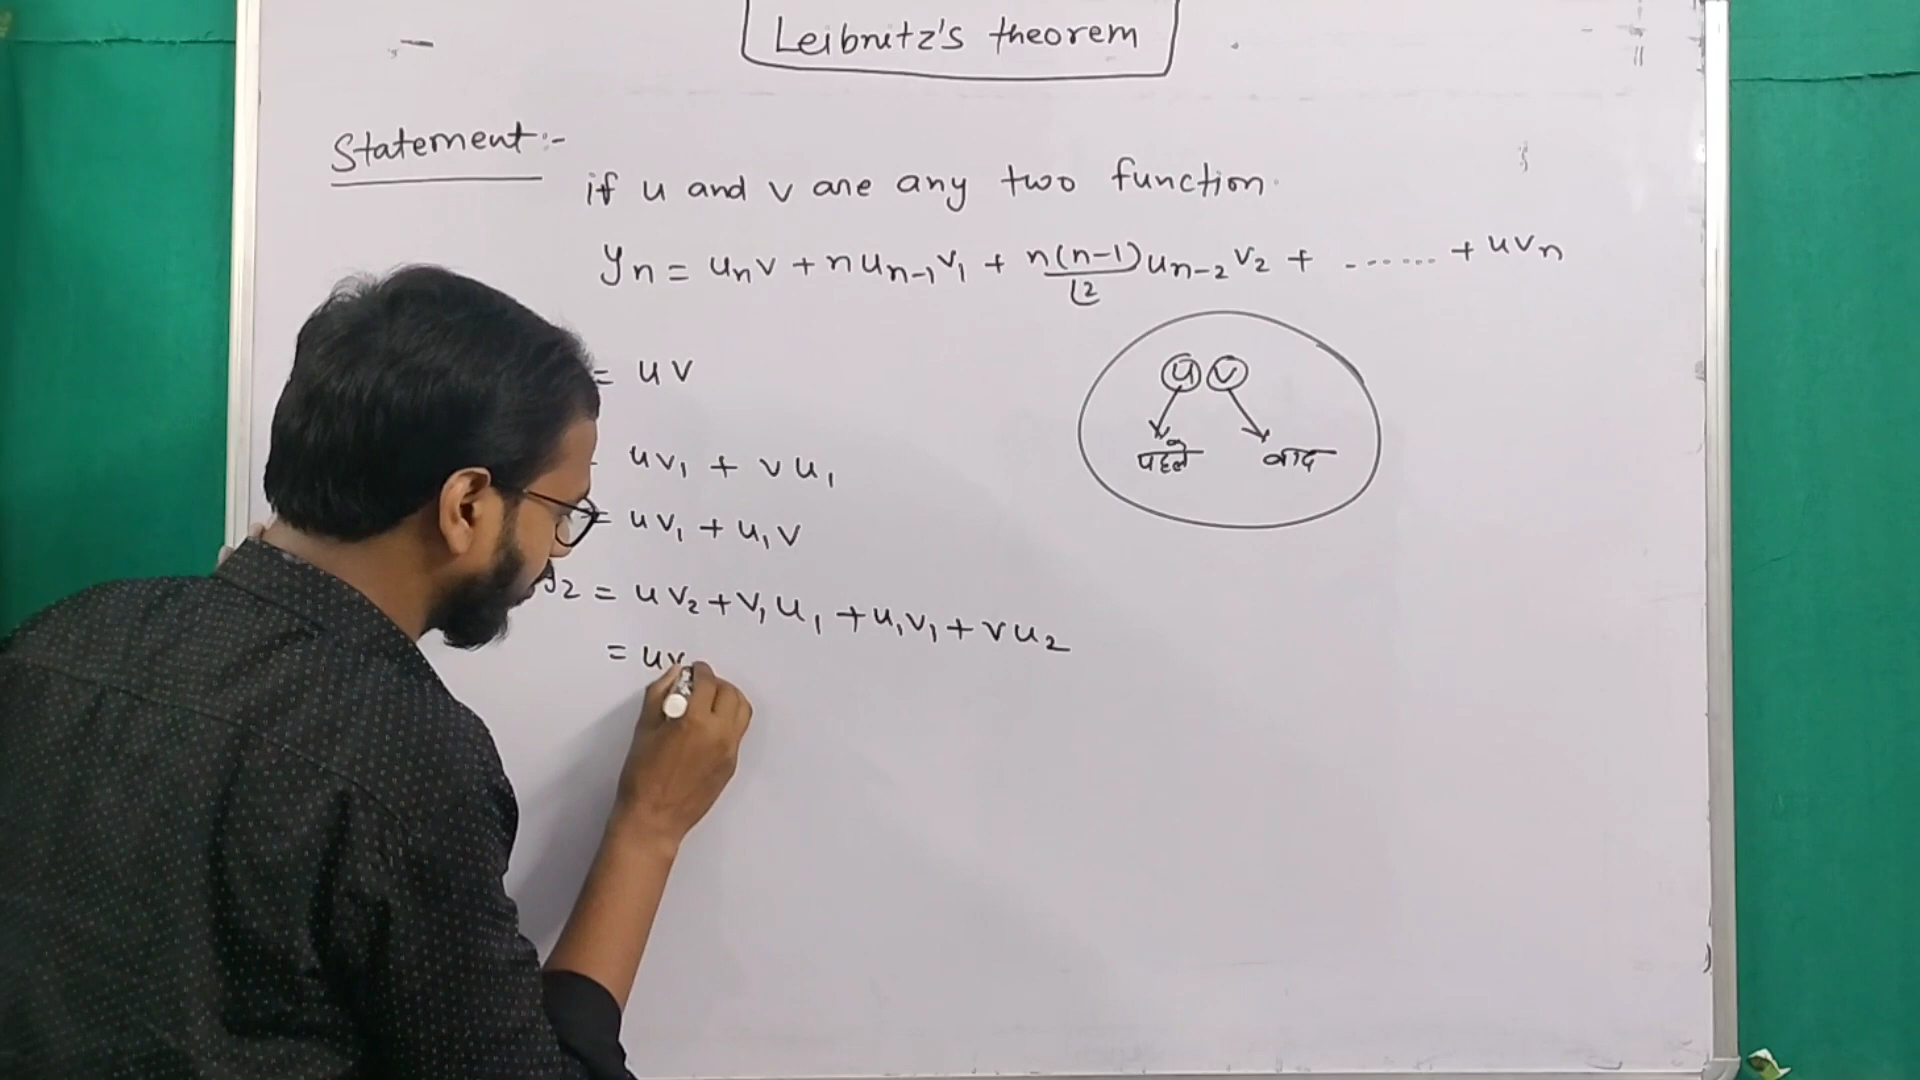 Leibnitz's theorem
Statement:-
if u and v are any two function.
yₙ = uₙv + nuₙ₋₁v₁ + n(n-1)/⌊2 uₙ₋₂v₂ + ...... + uvₙ
= uv
u v
पहले बाद
uv₁ + vu₁
= uv₁ + u₁v
y₂ = uv₂ + v₁u₁ + u₁v₁ + vu₂
= uv